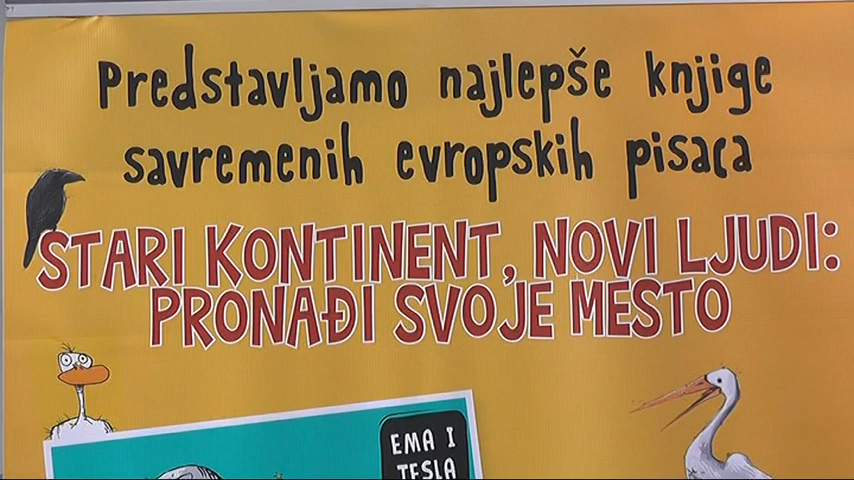 Predstavljamo najlepše knjige
savremenih evropskih pisaca
STARI KONTINENT, NOVI LJUDI:
PRONAĐI SVOJE MESTO
EMA I
TESLA